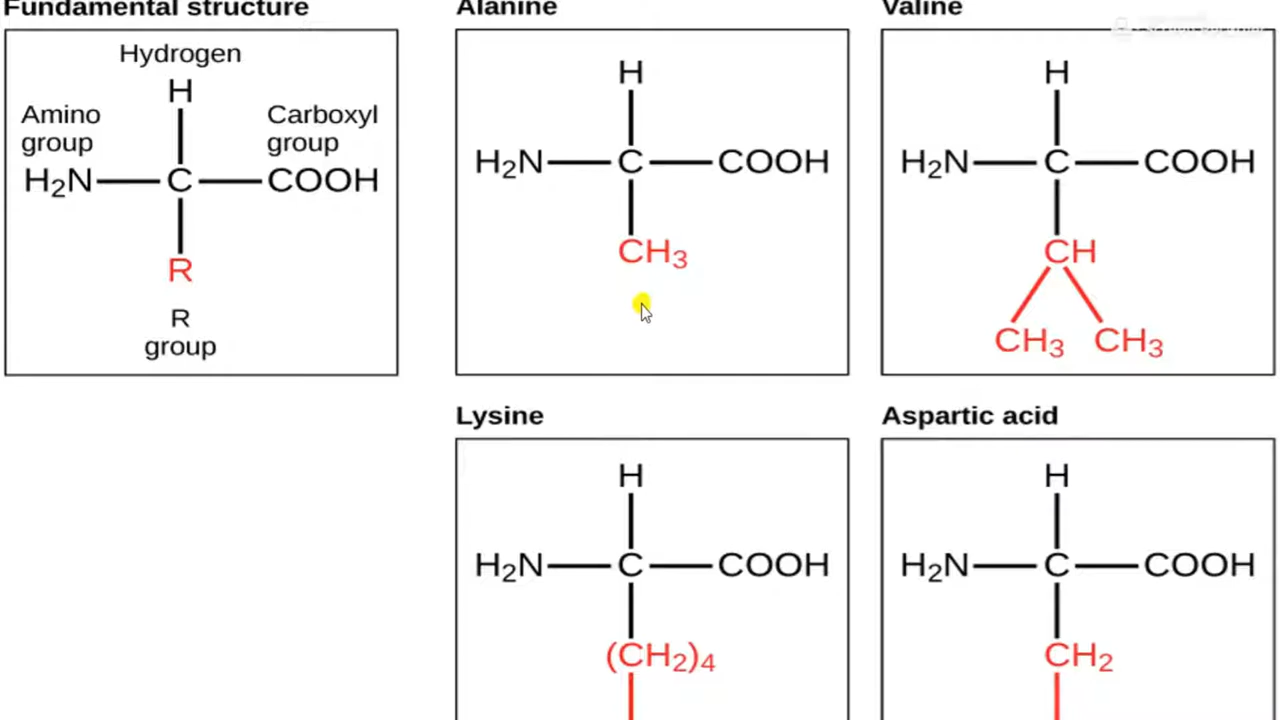 Fundamental structure
Hydrogen
H
Amino
group
Carboxyl
group
H2N C COOH
R
R
group
Alanine
H
H2N C COOH
CH3
Valine
H
H2N C COOH
CH
CH3 CH3
Lysine
H
H2N C COOH
(CH2)4
Aspartic acid
H
H2N C COOH
CH2